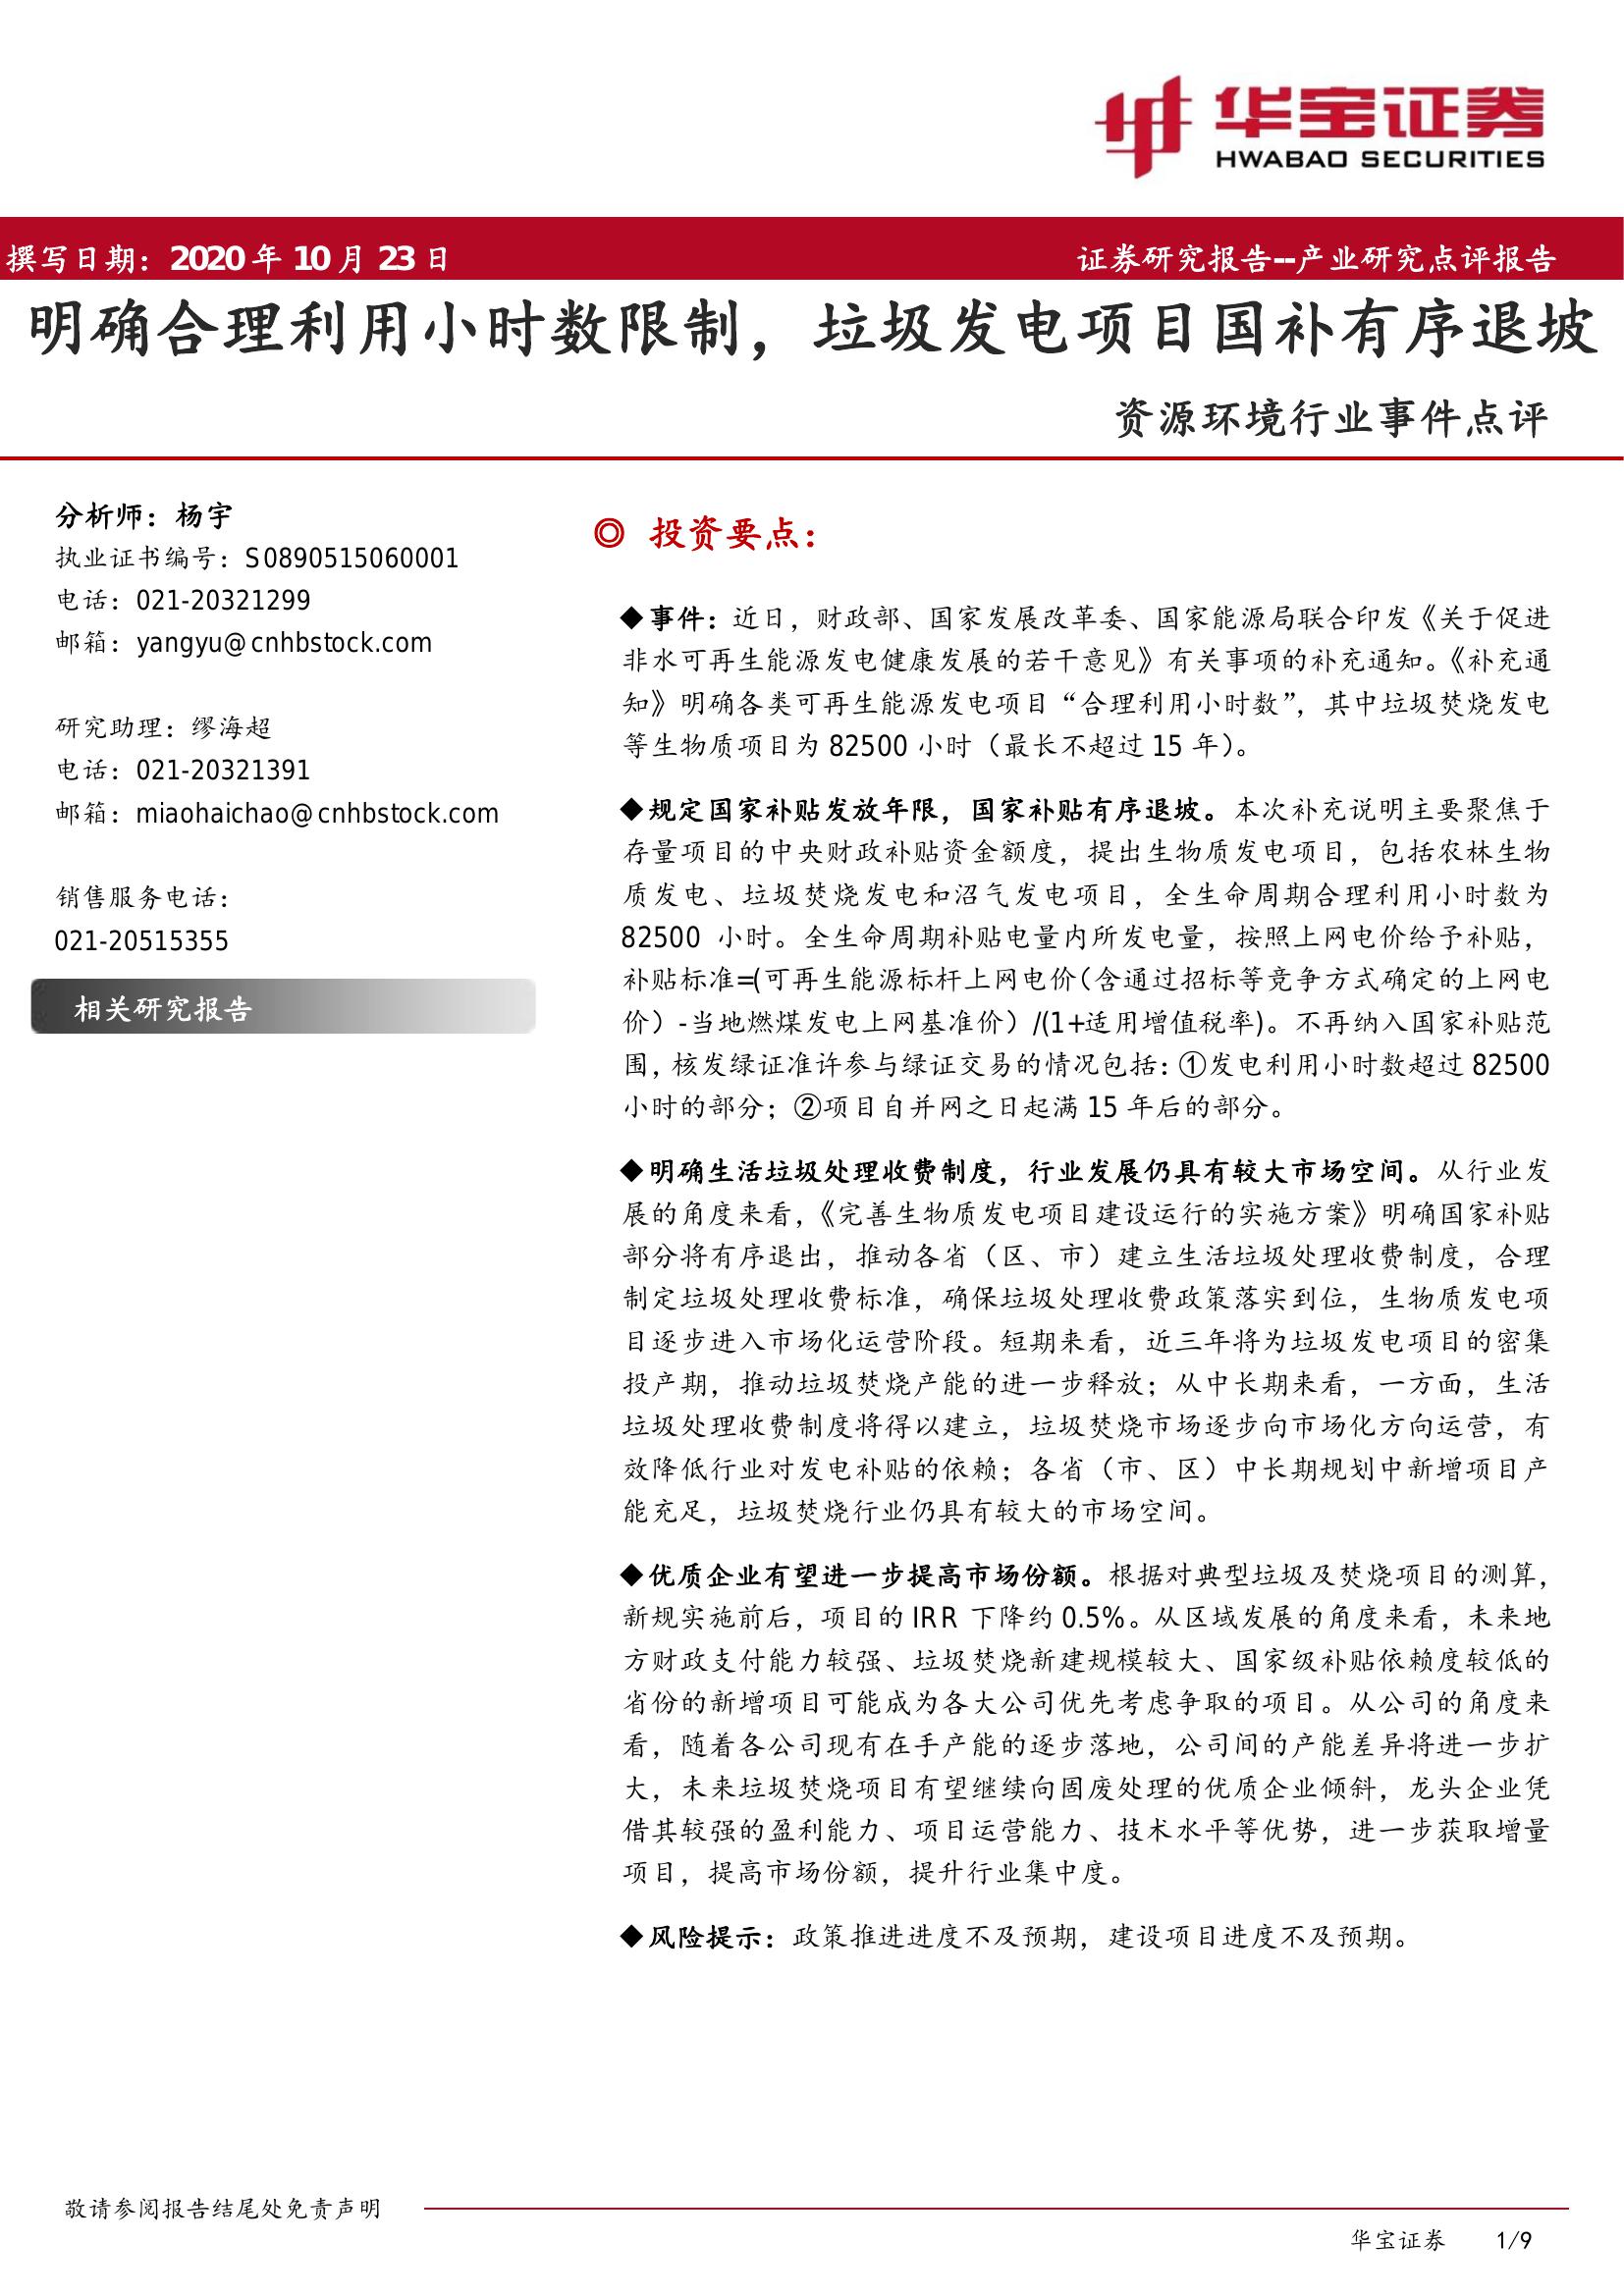 华宝证券
HWABAO SECURITIES
撰写日期：2020 年 10 月 23 日
证券研究报告--产业研究点评报告
明确合理利用小时数限制，垃圾发电项目国补有序退坡
资源环境行业事件点评
分析师：杨宇
执业证书编号：S0890515060001
电话：021-20321299
邮箱：yangyu@cnhbstock.com
研究助理：缪海超
电话：021-20321391
邮箱：miaohaichao@cnhbstock.com
销售服务电话：
021-20515355
相关研究报告
◎ 投资要点：
◆事件：近日，财政部、国家发展改革委、国家能源局联合印发《关于促进
非水可再生能源发电健康发展的若干意见》有关事项的补充通知。《补充通
知》明确各类可再生能源发电项目“合理利用小时数”，其中垃圾焚烧发电
等生物质项目为 82500 小时（最长不超过 15 年）。
◆规定国家补贴发放年限，国家补贴有序退坡。本次补充说明主要聚焦于
存量项目的中央财政补贴资金额度，提出生物质发电项目，包括农林生物
质发电、垃圾焚烧发电和沼气发电项目，全生命周期合理利用小时数为
82500 小时。全生命周期补贴电量内所发电量，按照上网电价给予补贴，
补贴标准=(可再生能源标杆上网电价（含通过招标等竞争方式确定的上网电
价）-当地燃煤发电上网基准价）/(1+适用增值税率)。不再纳入国家补贴范
围，核发绿证准许参与绿证交易的情况包括：①发电利用小时数超过 82500
小时的部分；②项目自并网之日起满 15 年后的部分。
◆明确生活垃圾处理收费制度，行业发展仍具有较大市场空间。从行业发
展的角度来看，《完善生物质发电项目建设运行的实施方案》明确国家补贴
部分将有序退出，推动各省（区、市）建立生活垃圾处理收费制度，合理
制定垃圾处理收费标准，确保垃圾处理收费政策落实到位，生物质发电项
目逐步进入市场化运营阶段。短期来看，近三年将为垃圾发电项目的密集
投产期，推动垃圾焚烧产能的进一步释放；从中长期来看，一方面，生活
垃圾处理收费制度将得以建立，垃圾焚烧市场逐步向市场化方向运营，有
效降低行业对发电补贴的依赖；各省（市、区）中长期规划中新增项目产
能充足，垃圾焚烧行业仍具有较大的市场空间。
◆优质企业有望进一步提高市场份额。根据对典型垃圾及焚烧项目的测算，
新规实施前后，项目的 IRR 下降约 0.5%。从区域发展的角度来看，未来地
方财政支付能力较强、垃圾焚烧新建规模较大、国家级补贴依赖度较低的
省份的新增项目可能成为各大公司优先考虑争取的项目。从公司的角度来
看，随着各公司现有在手产能的逐步落地，公司间的产能差异将进一步扩
大，未来垃圾焚烧项目有望继续向固废处理的优质企业倾斜，龙头企业凭
借其较强的盈利能力、项目运营能力、技术水平等优势，进一步获取增量
项目，提高市场份额，提升行业集中度。
◆风险提示：政策推进进度不及预期，建设项目进度不及预期。
敬请参阅报告结尾处免责声明
华宝证券 1/9